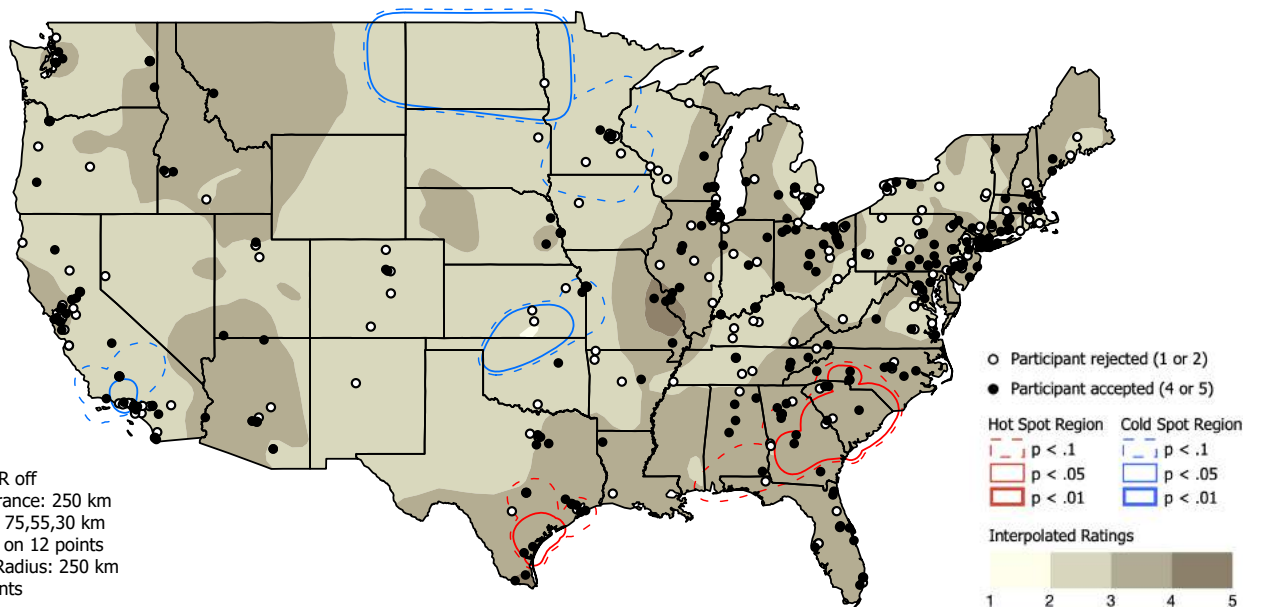 Participant rejected (1 or 2)
Participant accepted (4 or 5)
Hot Spot Region
Cold Spot Region
p < .1
p < .1
p < .05
p < .05
p < .01
p < .01
Interpolated Ratings
1 2 3 4 5
R off
rance: 250 km
75,55,30 km
on 12 points
Radius: 250 km
nts